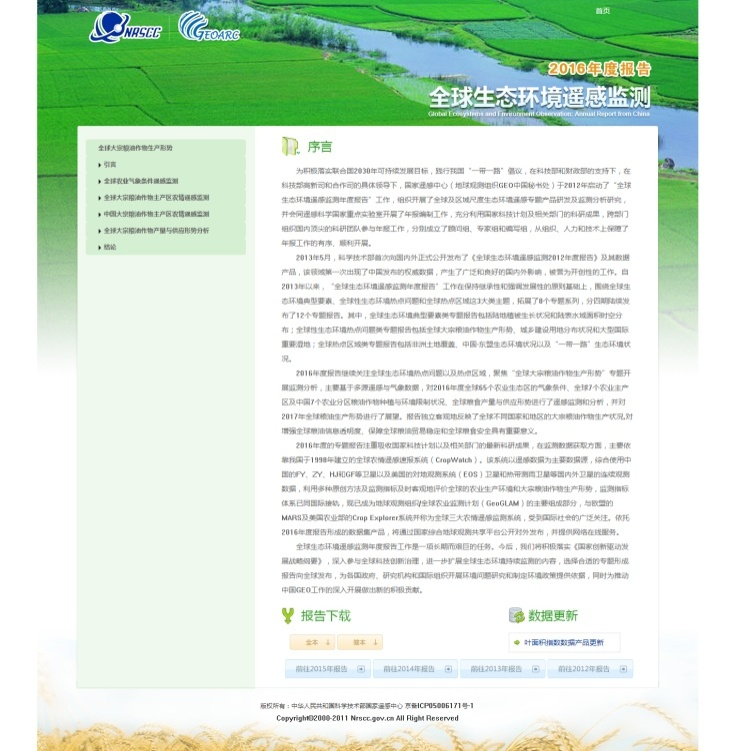 首页
NRSCC GEOARC
2016年度报告
全球生态环境遥感监测
Global Ecosystems and Environment Observation: Annual Report from China
全球大宗粮油作物生产形势
引言
全球农业气象条件遥感监测
全球大宗粮油作物主产区农情遥感监测
中国大宗粮油作物主产区农情遥感监测
全球大宗粮油作物产量与供应形势分析
结论
序言
为积极落实联合国2030年可持续发展目标，践行我国“一带一路”倡议，在科技部和财政部的支持下，在
科技部高新司和合作司的具体领导下，国家遥感中心（地球观测组织GEO中国秘书处）于2012年启动了“全球
生态环境遥感监测年度报告”工作，组织开展了全球及区域尺度生态环境遥感专题产品研发及监测分析研究，
并会同遥感科学国家重点实验室开展了年报编制工作，充分利用国家科技计划及相关部门的科研成果，跨部门
组织国内顶尖的科研团队参与年报工作，分别成立了顾问组、专家组和编写组，从组织、人力和技术上保障了
年报工作的有序、顺利开展。
2013年5月，科学技术部首次向国内外正式公开发布了《全球生态环境遥感监测2012年度报告》及其数据
产品，该领域第一次出现了中国发布的权威数据，产生了广泛和良好的国内外影响，被誉为开创性的工作。自
2013年以来，“全球生态环境遥感监测年度报告”工作在保持继承性和强调发展性的原则基础上，围绕全球生
态环境典型要素、全球性生态环境热点问题和全球热点区域这3大类主题，拓展了8个专题系列，分四期陆续发
布了12个专题报告。其中，全球生态环境典型要素类专题报告包括陆地植被生长状况和陆表水域面积时空分
布；全球性生态环境热点问题类专题报告包括全球大宗粮油作物生产形势、城乡建设用地分布状况和大型国际
重要湿地；全球热点区域类专题报告包括非洲土地覆盖、中国-东盟生态环境状况以及“一带一路”生态环境状
况。
2016年度报告继续关注全球生态环境热点问题以及热点区域，聚焦“全球大宗粮油作物生产形势”专题开
展监测分析，主要基于多源遥感与气象数据，对2016年度全球65个农业生态区的气象条件、全球7个农业主产
区及中国7个农业分区粮油作物种植与环境限制状况、全球粮食产量与供应形势进行了遥感监测和分析，并对
2017年全球粮油生产形势进行了展望。报告独立客观地反映了全球不同国家和地区的大宗粮油作物生产状况,对
增强全球粮油信息透明度、保障全球粮油贸易稳定和全球粮食安全具有重要意义。
2016年度的专题报告注重吸收国家科技计划以及相关部门的最新科研成果，在监测数据获取方面，主要依
靠我国于1998年建立的全球农情遥感速报系统（CropWatch）。该系统以遥感数据为主要数据源，综合使用中
国的FY、ZY、HJ和GF等卫星以及美国的对地观测系统（EOS）卫星和热带测雨卫星等国内外卫星的连续观测
数据，利用多种原创方法及监测指标及时客观地评价全球的农业生产环境和大宗粮油作物生产形势，监测指标
体系已同国际接轨，现已成为地球观测组织/全球农业监测计划（GeoGLAM）的主要组成部分，与欧盟的
MARS及美国农业部的Crop Explorer系统并称为全球三大农情遥感监测系统，受到国际社会的广泛关注。依托
2016年度报告形成的数据集产品，将通过国家综合地球观测共享平台公开对外发布，并提供网络在线服务。
全球生态环境遥感监测年度报告工作是一项长期而艰巨的任务。今后，我们将积极落实《国家创新驱动发
展战略纲要》，深入参与全球科技创新治理，进一步扩展全球生态环境持续监测的内容，选择合适的专题形成
报告向全球发布，为各国政府、研究机构和国际组织开展环境问题研究和制定环境政策提供依据，同时为推动
中国GEO工作的深入开展做出新的积极贡献。
报告下载 数据更新
全本 简本 叶面积指数数据产品更新
前往2015年报告 前往2014年报告 前往2013年报告 前往2012年报告
版权所有：中华人民共和国科学技术部国家遥感中心 京备ICP05006171号-1
Copyright@2000-2011 Nrscc.gov.cn All Right Reserved